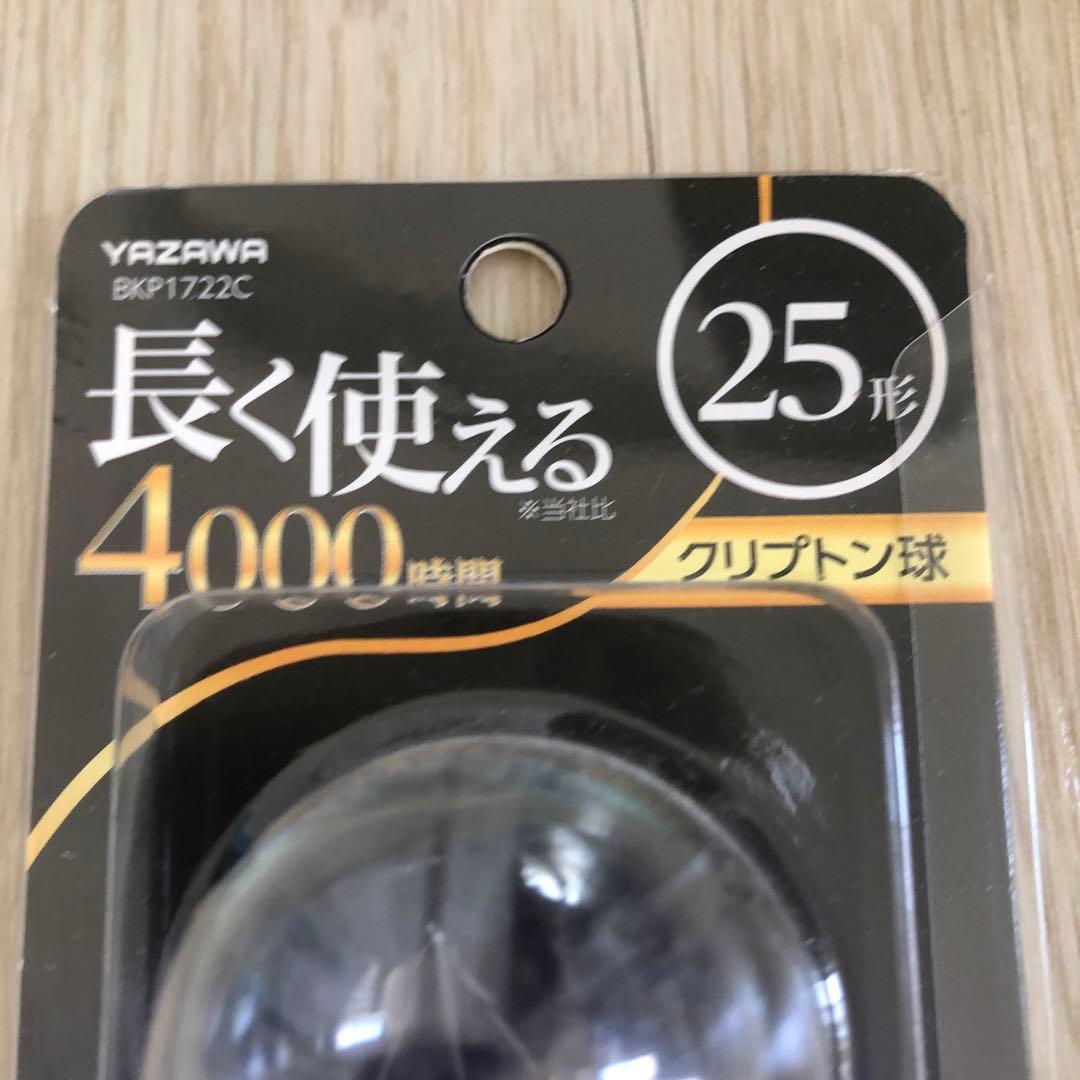 YAZAWA
BKP1722C
25形
長く使える
※当社比
4000時間
クリプトン球